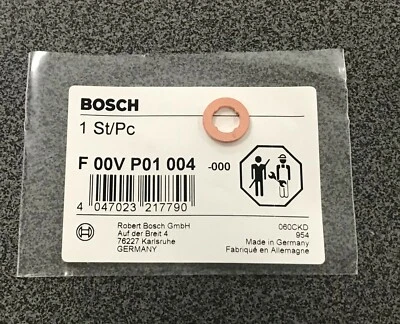 BOSCH
1 St/Pc
F 00V P01 004 -000
4 047023 217790
Robert Bosch GmbH
Auf der Breit 4
76227 Karlsruhe
GERMANY
060CKD
954
Made in Germany
Fabriqué en Allemagne